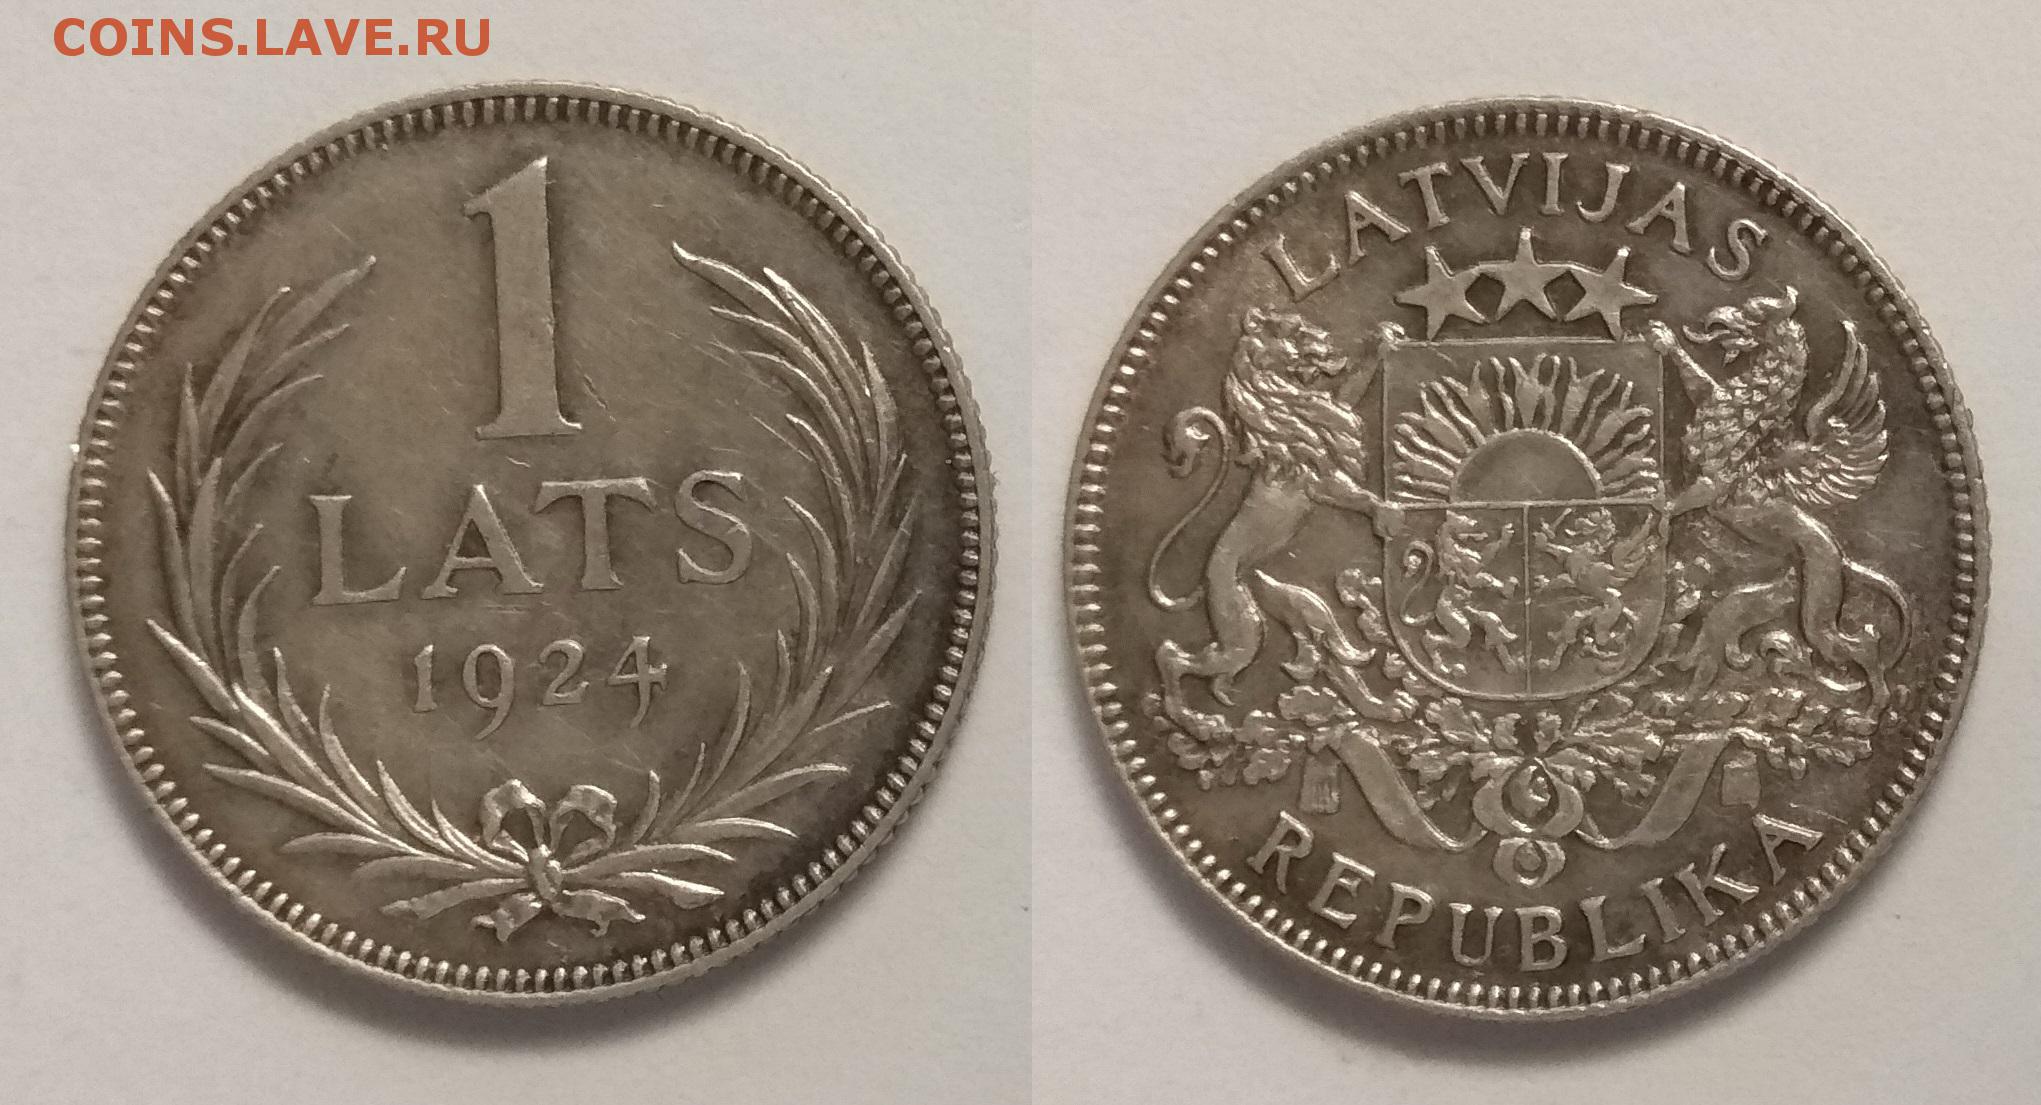 COINS.LAVE.RU
1
LATS
1924
LATVIJAS
REPUBLIKA